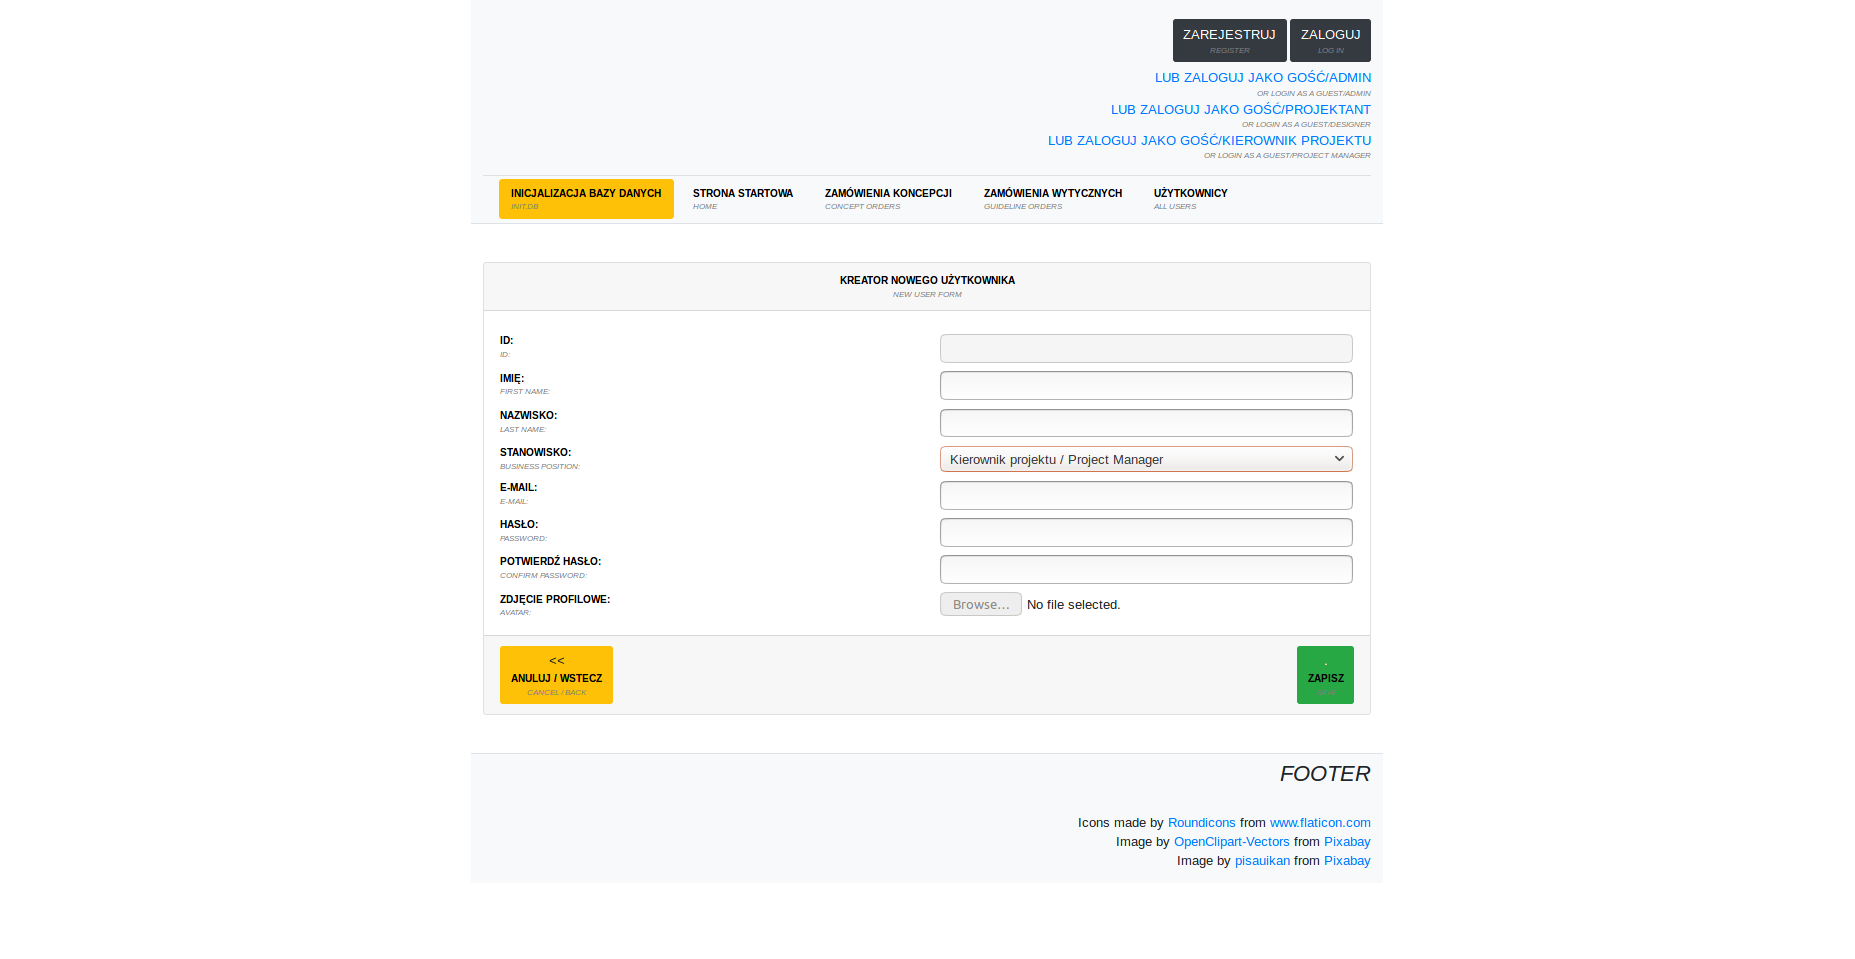 ZAREJESTRUJ
REGISTER
ZALOGUJ
LOG IN
LUB ZALOGUJ JAKO GOŚĆ/ADMIN
OR LOGIN AS A GUEST/ADMIN
LUB ZALOGUJ JAKO GOŚĆ/PROJEKTANT
OR LOGIN AS A GUEST/DESIGNER
LUB ZALOGUJ JAKO GOŚĆ/KIEROWNIK PROJEKTU
OR LOGIN AS A GUEST/PROJECT MANAGER
INICJALIZACJA BAZY DANYCH
INIT.DB
STRONA STARTOWA
HOME
ZAMÓWIENIA KONCEPCJI
CONCEPT ORDERS
ZAMÓWIENIA WYTYCZNYCH
GUIDELINE ORDERS
UŻYTKOWNICY
ALL USERS
KREATOR NOWEGO UŻYTKOWNIKA
NEW USER FORM
ID:
ID:
IMIĘ:
FIRST NAME:
NAZWISKO:
LAST NAME:
STANOWISKO:
BUSINESS POSITION:
Kierownik projektu / Project Manager
E-MAIL:
E-MAIL:
HASŁO:
PASSWORD:
POTWIERDŹ HASŁO:
CONFIRM PASSWORD:
ZDJĘCIE PROFILOWE:
AVATAR:
Browse... No file selected.
<<
ANULUJ / WSTECZ
CANCEL / BACK
.
ZAPISZ
FOOTER
Icons made by Roundicons from www.flaticon.com
Image by OpenClipart-Vectors from Pixabay
Image by pisauikan from Pixabay